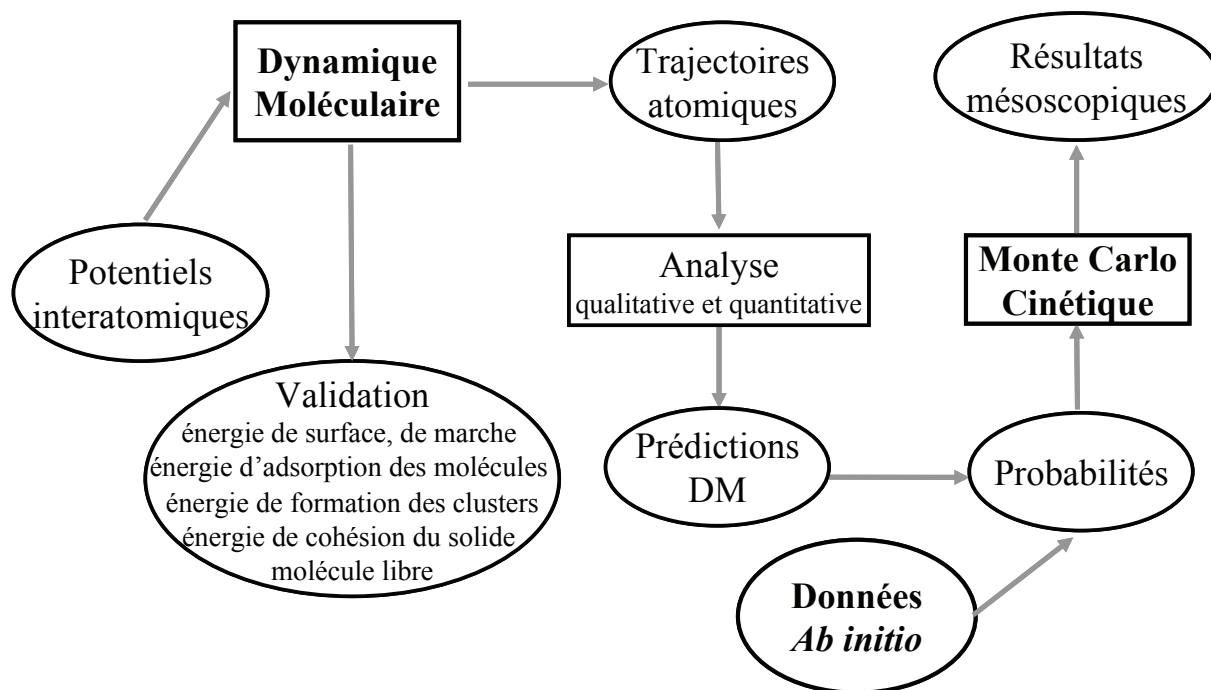 Dynamique
Moléculaire
Trajectoires
atomiques
Résultats
mésoscopiques
Potentiels
interatomiques
Analyse
qualitative et quantitative
Monte Carlo
Cinétique
Validation
énergie de surface, de marche
énergie d’adsorption des molécules
énergie de formation des clusters
énergie de cohésion du solide
molécule libre
Prédictions
DM
Probabilités
Données
Ab initio